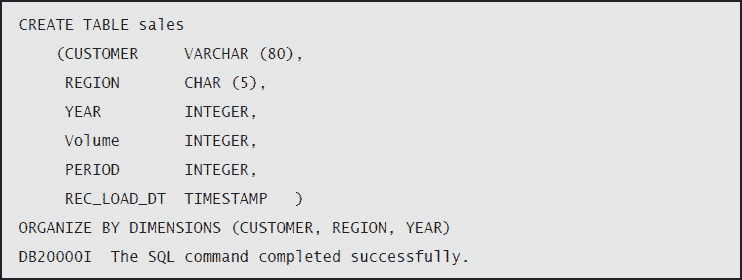 CREATE TABLE sales
(CUSTOMER VARCHAR (80),
REGION CHAR (5),
YEAR INTEGER,
Volume INTEGER,
PERIOD INTEGER,
REC_LOAD_DT TIMESTAMP )
ORGANIZE BY DIMENSIONS (CUSTOMER, REGION, YEAR)
DB20000I The SQL command completed successfully.